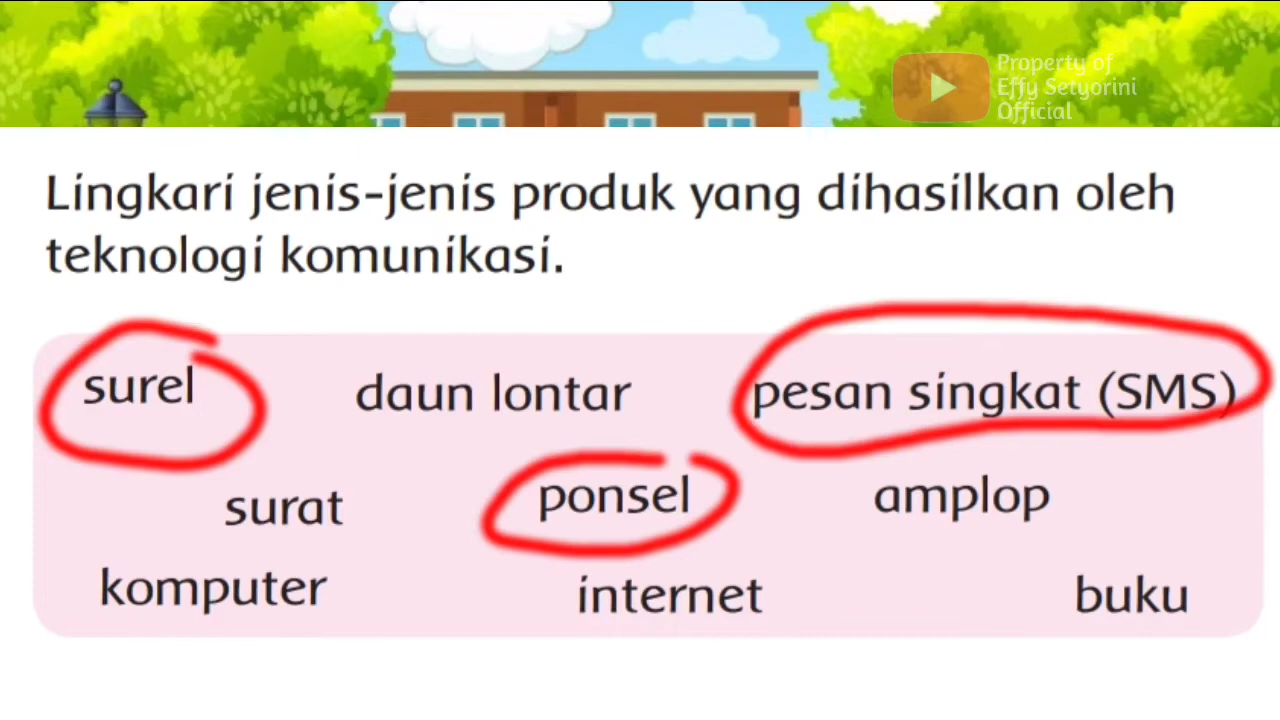 Property of
Effy Setyorini
Official
Lingkari jenis-jenis produk yang dihasilkan oleh
teknologi komunikasi.
surel daun lontar pesan singkat (SMS)
surat ponsel amplop
komputer internet buku